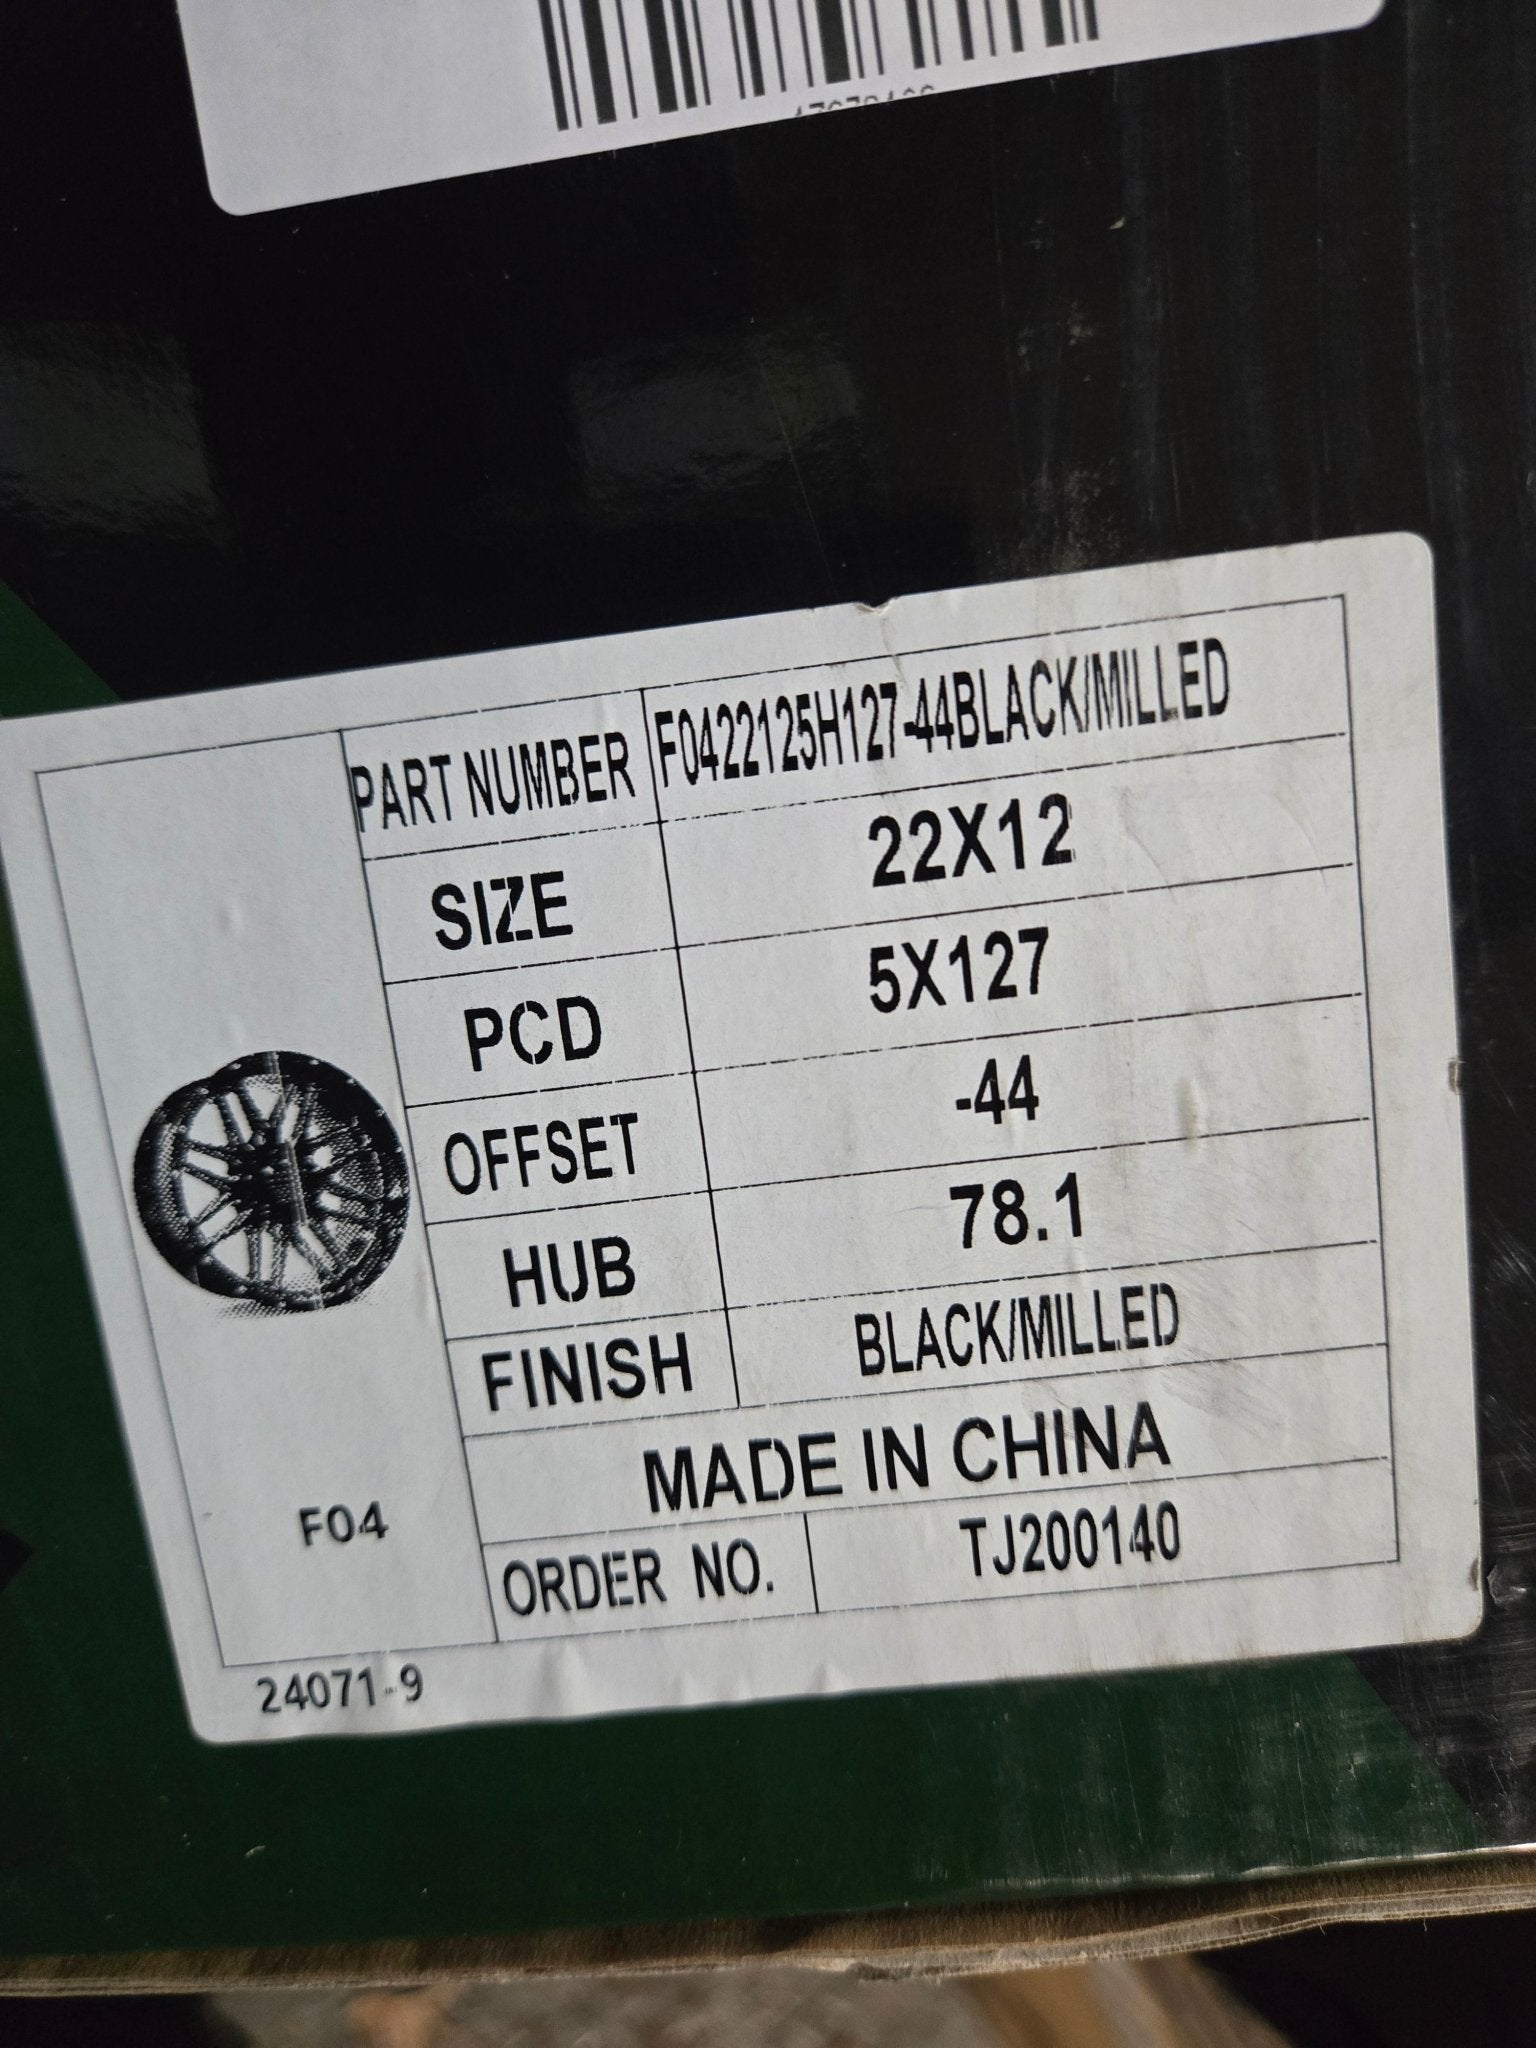 PART NUMBER F0422125H127-44BLACK/MILLED
SIZE 22X12
PCD 5X127
OFFSET -44
HUB 78.1
FINISH BLACK/MILLED
MADE IN CHINA
F04
ORDER NO. TJ200140
24071-9